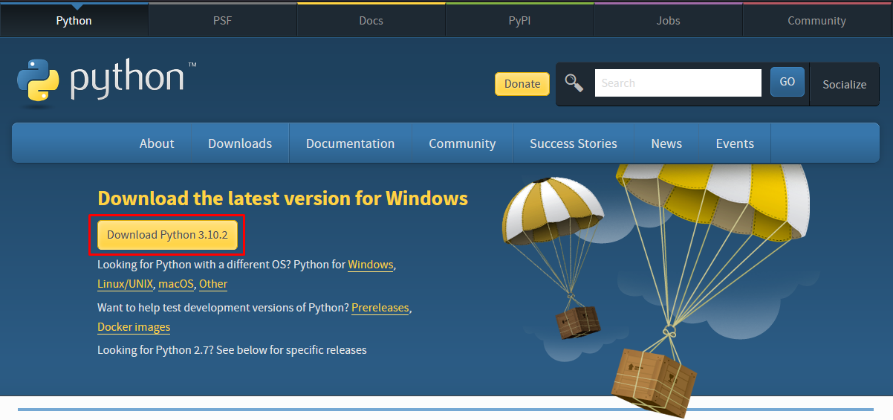 Python PSF Docs PyPI Jobs Community
python™
Donate Search GO Socialize
About Downloads Documentation Community Success Stories News Events
Download the latest version for Windows
Download Python 3.10.2
Looking for Python with a different OS? Python for Windows,
Linux/UNIX, macOS, Other
Want to help test development versions of Python? Prereleases,
Docker images
Looking for Python 2.7? See below for specific releases